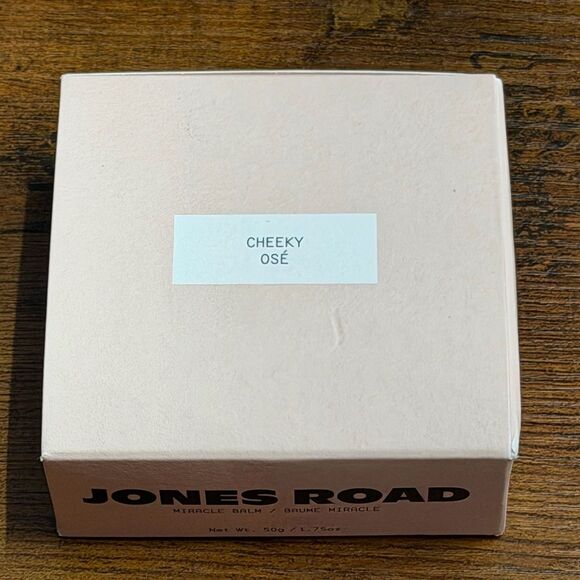 CHEEKY
OSÉ
JONES ROAD
MIRACLE BALM / BAUME MIRACLE
Net Wt. 50g / 1.75oz.